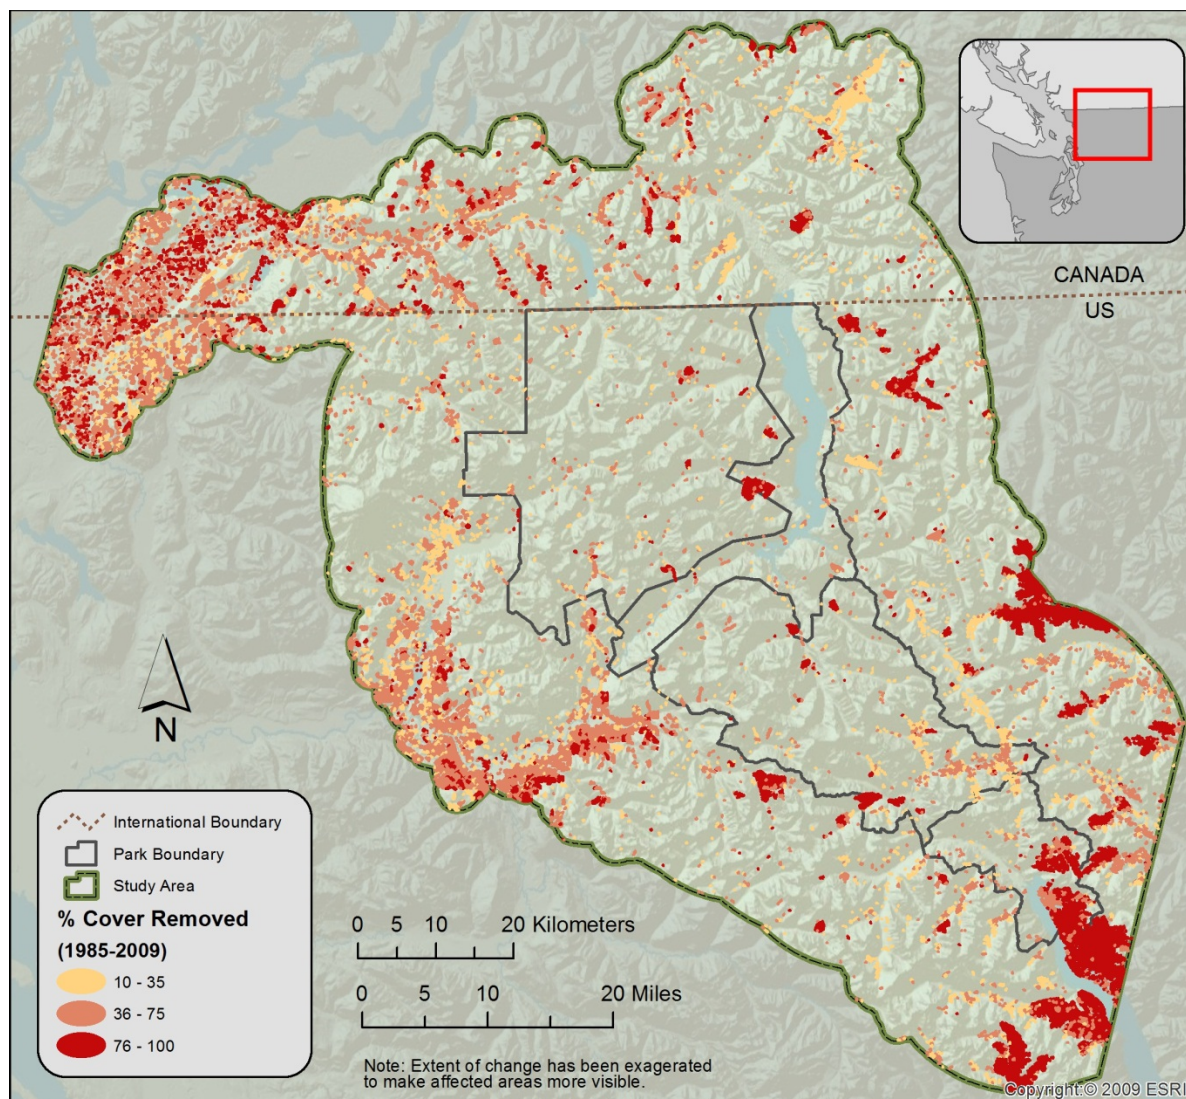 CANADA
US
N
International Boundary
Park Boundary
Study Area
% Cover Removed
(1985-2009)
10 - 35
36 - 75
76 - 100
0 5 10 20 Kilometers
0 5 10 20 Miles
Note: Extent of change has been exagerated
to make affected areas more visible.
Copyright:© 2009 ESRI